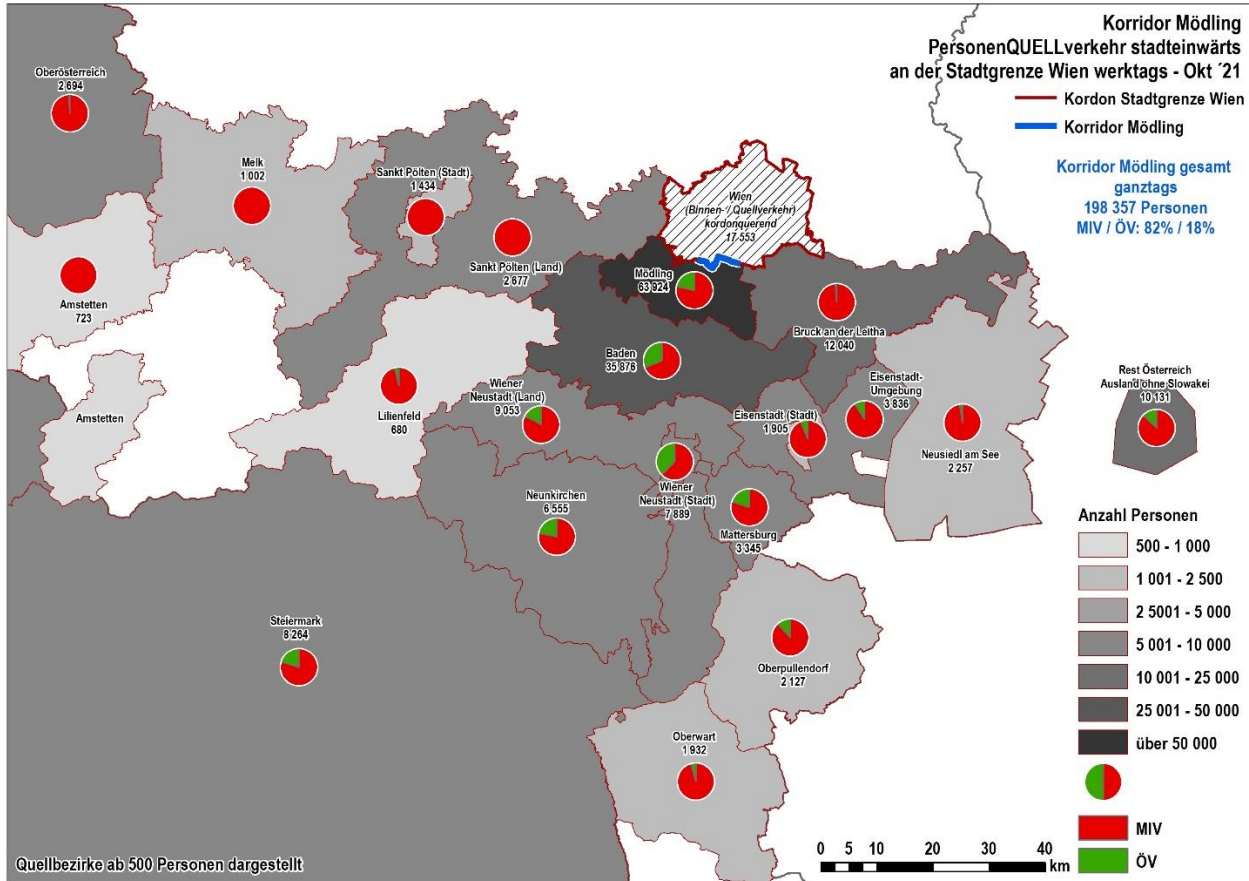 Korridor Mödling
PersonenQUELLverkehr stadteinwärts
an der Stadtgrenze Wien werktags - Okt ´21
Kordon Stadtgrenze Wien
Korridor Mödling
Korridor Mödling gesamt
ganztags
198 357 Personen
MIV / ÖV: 82% / 18%
Oberösterreich
2 694
Melk
1 002
Sankt Pölten (Stadt)
1 434
Sankt Pölten (Land)
2 677
Wien
(Binnen- / Quellverkehr)
kordonquerend
17 553
Amstetten
723
Mödling
63 924
Bruck an der Leitha
12 040
Baden
35 876
Amstetten
Lilienfeld
680
Wiener
Neustadt (Land)
9 053
Eisenstadt (Stadt)
1 905
Eisenstadt-
Umgebung
3 836
Neusiedl am See
2 257
Rest Österreich
Ausland ohne Slowakei
10 131
Wiener
Neustadt (Stadt)
7 889
Neunkirchen
6 555
Mattersburg
3 345
Steiermark
8 264
Oberpullendorf
2 127
Oberwart
1 932
Anzahl Personen
500 - 1 000
1 001 - 2 500
2 5001 - 5 000
5 001 - 10 000
10 001 - 25 000
25 001 - 50 000
über 50 000
MIV
ÖV
0 5 10 20 30 40
km
Quellbezirke ab 500 Personen dargestellt